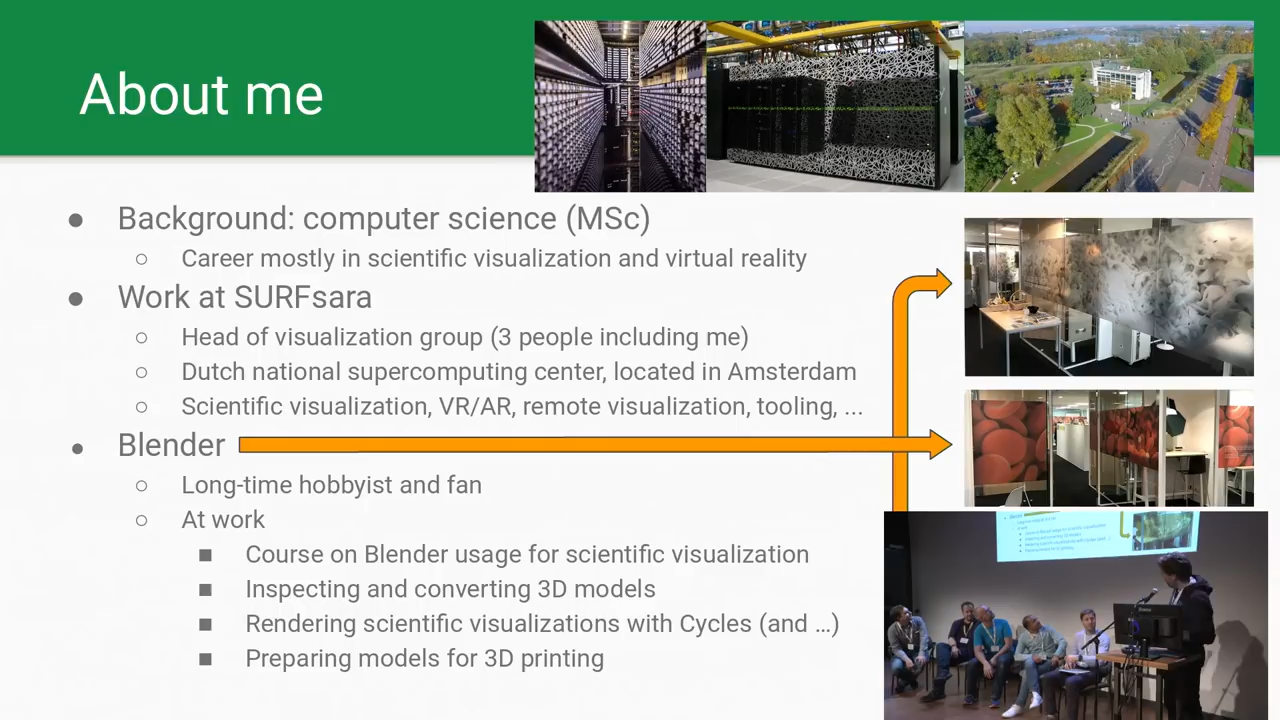 About me
● Background: computer science (MSc)
○ Career mostly in scientific visualization and virtual reality
● Work at SURFsara
○ Head of visualization group (3 people including me)
○ Dutch national supercomputing center, located in Amsterdam
○ Scientific visualization, VR/AR, remote visualization, tooling, ...
● Blender
○ Long-time hobbyist and fan
○ At work
■ Course on Blender usage for scientific visualization
■ Inspecting and converting 3D models
■ Rendering scientific visualizations with Cycles (and …)
■ Preparing models for 3D printing